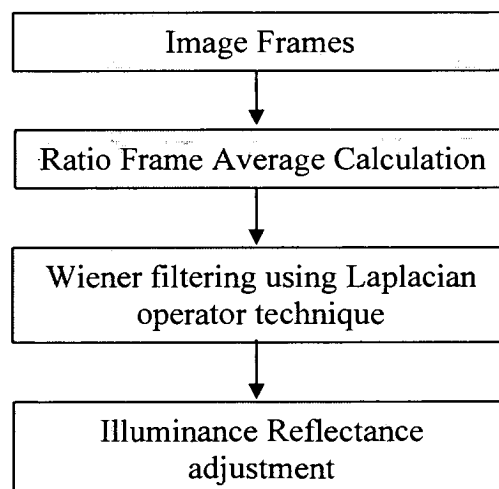 Image Frames
Ratio Frame Average Calculation
Wiener filtering using Laplacian
operator technique
Illuminance Reflectance
adjustment